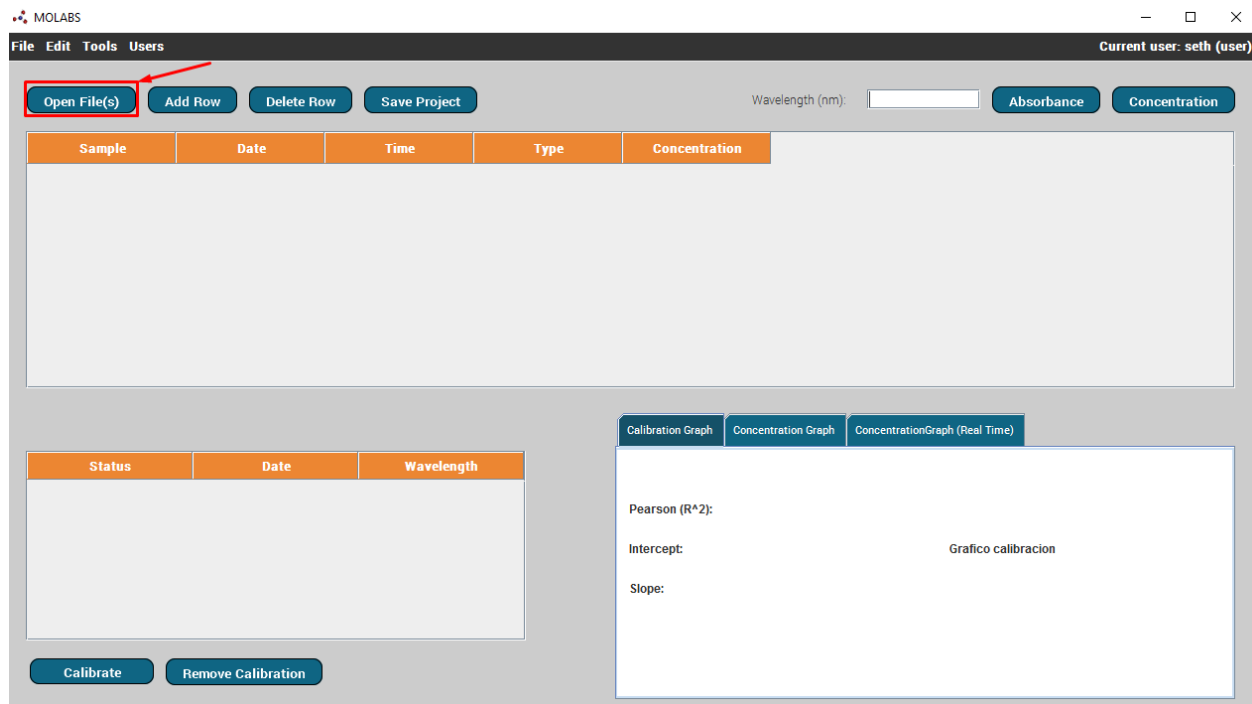 MOLABS
File Edit Tools Users
Current user: seth (user)
Open File(s) Add Row Delete Row Save Project
Wavelength (nm): Absorbance Concentration
Sample Date Time Type Concentration
Calibration Graph Concentration Graph ConcentrationGraph (Real Time)
Status Date Wavelength
Pearson (R^2):
Intercept: Grafico calibracion
Slope:
Calibrate Remove Calibration